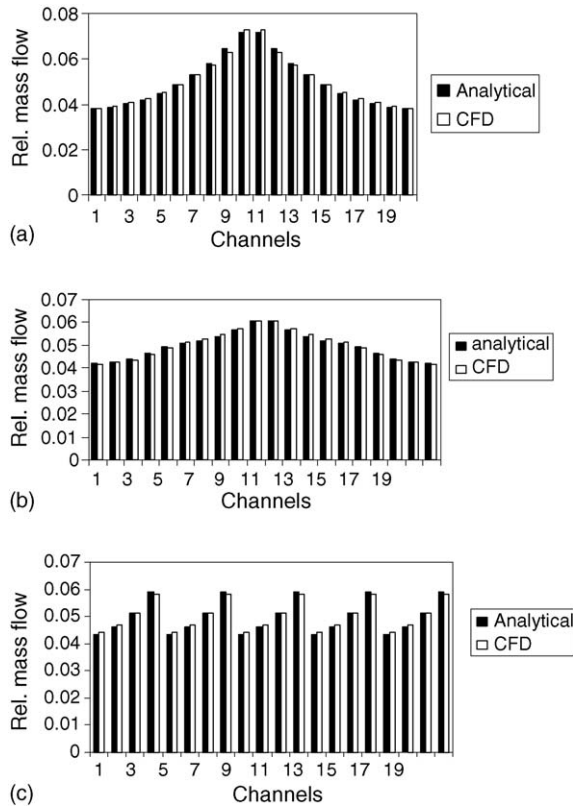 0.08
0.06
0.04
0.02
0
Rel. mass flow
1 3 5 7 9 11 13 15 17 19
Channels
Analytical
CFD
(a)
0.07
0.06
0.05
0.04
0.03
0.02
0.01
0
Rel. mass flow
1 3 5 7 9 11 13 15 17 19
Channels
analytical
CFD
(b)
0.07
0.06
0.05
0.04
0.03
0.02
0.01
0
Rel. mass flow
1 3 5 7 9 11 13 15 17 19
Channels
Analytical
CFD
(c)